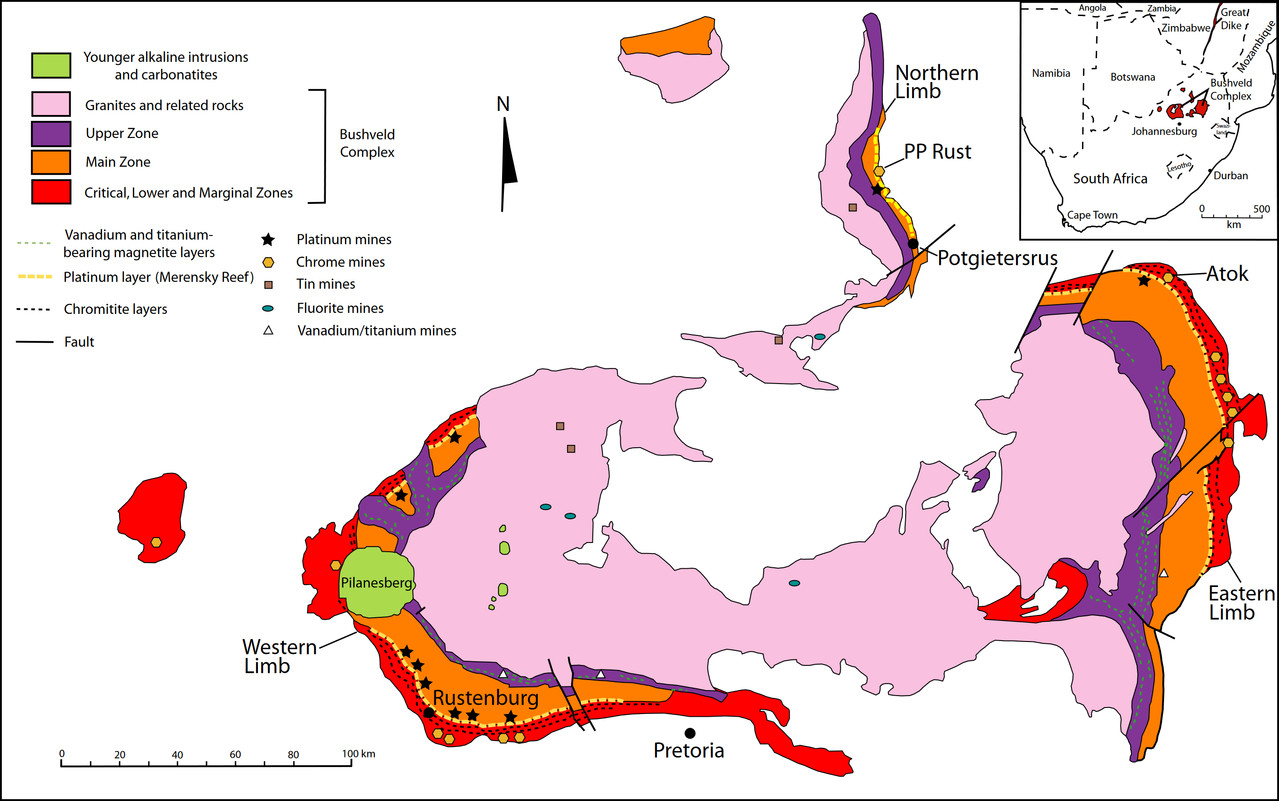 Younger alkaline intrusions
and carbonatites
Granites and related rocks
Upper Zone
Main Zone
Critical, Lower and Marginal Zones
Bushveld
Complex
Vanadium and titanium-
bearing magnetite layers
Platinum layer (Merensky Reef)
Chromitite layers
Fault
Platinum mines
Chrome mines
Tin mines
Fluorite mines
Vanadium/titanium mines
N
Northern
Limb
PP Rust
Potgietersrus
Angola
Zambia
Great
Dike
Zimbabwe
Mozambique
Namibia
Botswana
Bushveld
Complex
Johannesburg
Swazi-
land
Lesotho
South Africa
Durban
Cape Town
0
500
km
Atok
Eastern
Limb
Pilanesberg
Western
Limb
Rustenburg
Pretoria
0 20 40 60 80 100 km